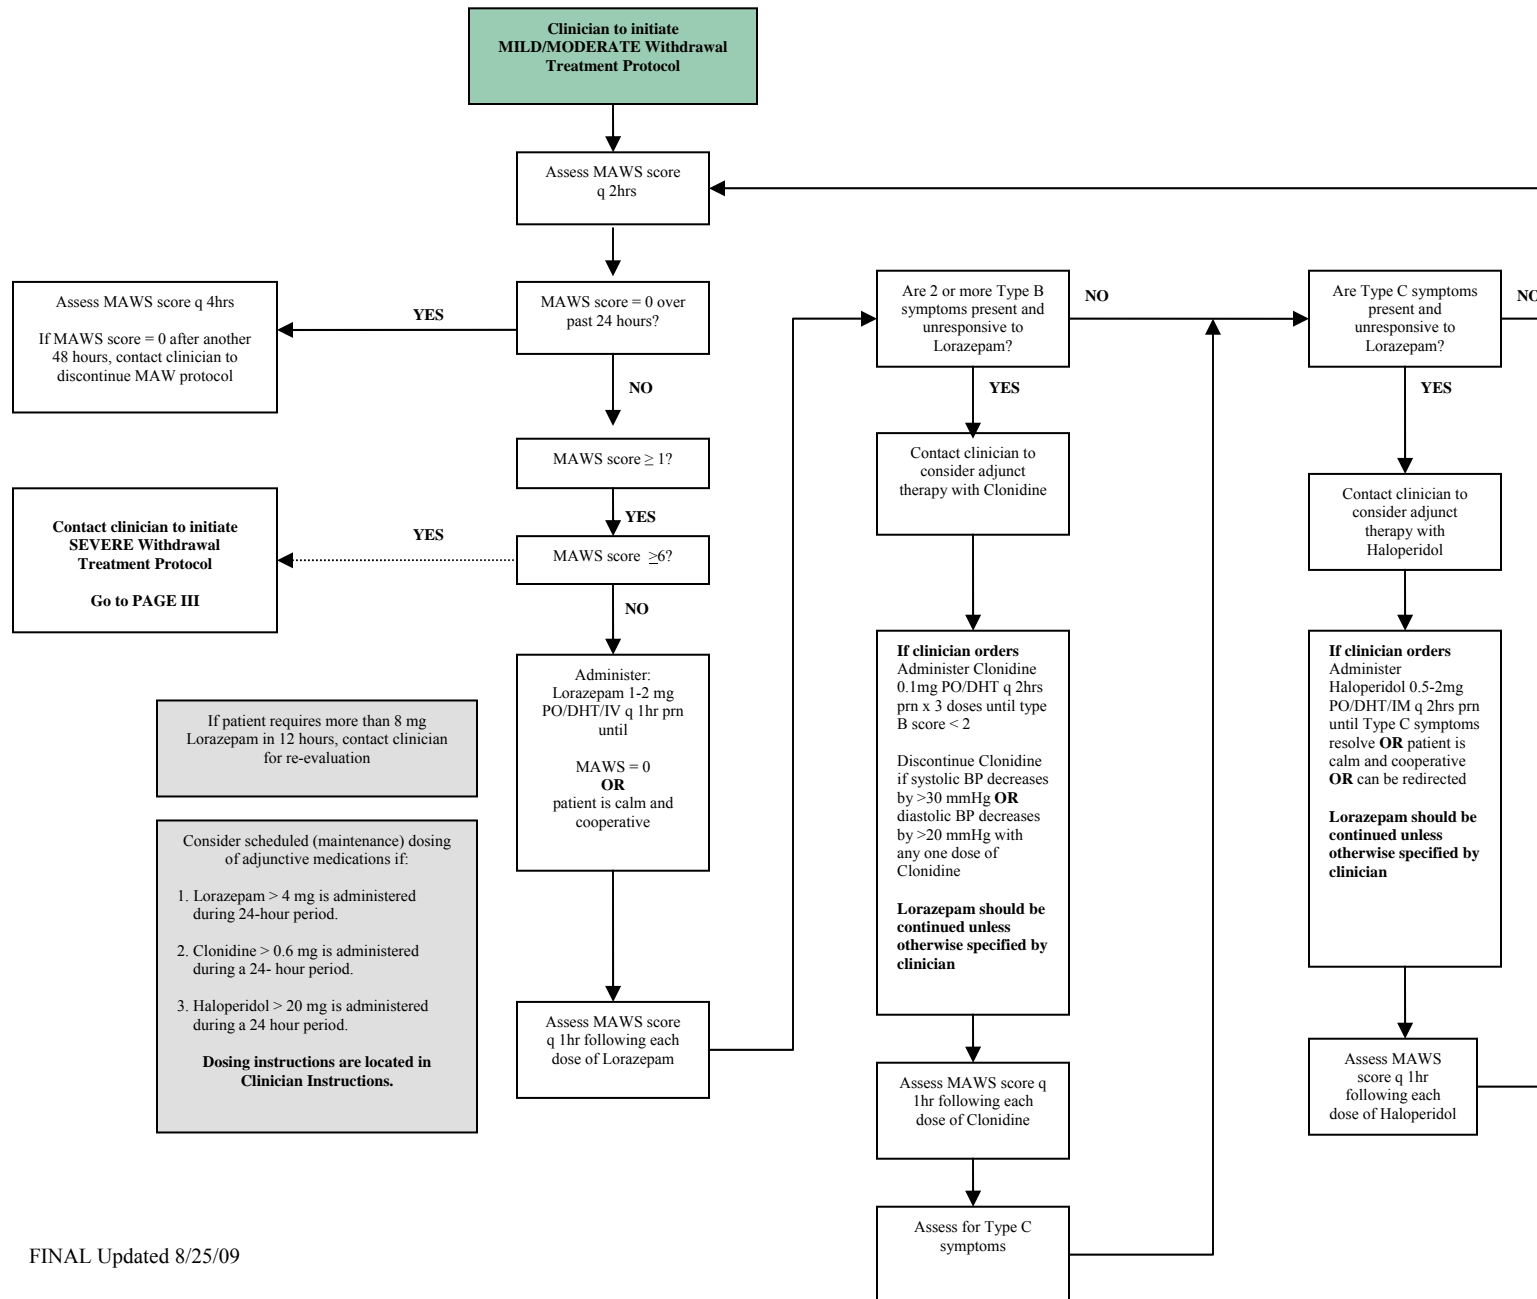 Clinician to initiate
MILD/MODERATE Withdrawal
Treatment Protocol
Assess MAWS score
q 2hrs
MAWS score = 0 over
past 24 hours?
YES
Assess MAWS score q 4hrs
If MAWS score = 0 after another
48 hours, contact clinician to
discontinue MAW protocol
NO
MAWS score ≥ 1?
YES
MAWS score ≥6?
YES
Contact clinician to initiate
SEVERE Withdrawal
Treatment Protocol
Go to PAGE III
NO
Administer:
Lorazepam 1-2 mg
PO/DHT/IV q 1hr prn
until
MAWS = 0
OR
patient is calm and
cooperative
If patient requires more than 8 mg
Lorazepam in 12 hours, contact clinician
for re-evaluation
Consider scheduled (maintenance) dosing
of adjunctive medications if:
1. Lorazepam > 4 mg is administered
during 24-hour period.
2. Clonidine > 0.6 mg is administered
during a 24- hour period.
3. Haloperidol > 20 mg is administered
during a 24 hour period.
Dosing instructions are located in
Clinician Instructions.
Assess MAWS score
q 1hr following each
dose of Lorazepam
Are 2 or more Type B
symptoms present and
unresponsive to
Lorazepam?
NO
YES
Contact clinician to
consider adjunct
therapy with Clonidine
If clinician orders
Administer Clonidine
0.1mg PO/DHT q 2hrs
prn x 3 doses until type
B score < 2
Discontinue Clonidine
if systolic BP decreases
by >30 mmHg OR
diastolic BP decreases
by >20 mmHg with
any one dose of
Clonidine
Lorazepam should be
continued unless
otherwise specified by
clinician
Assess MAWS score q
1hr following each
dose of Clonidine
Assess for Type C
symptoms
Are Type C symptoms
present and
unresponsive to
Lorazepam?
NO
YES
Contact clinician to
consider adjunct
therapy with
Haloperidol
If clinician orders
Administer
Haloperidol 0.5-2mg
PO/DHT/IM q 2hrs prn
until Type C symptoms
resolve OR patient is
calm and cooperative
OR can be redirected
Lorazepam should be
continued unless
otherwise specified by
clinician
Assess MAWS
score q 1hr
following each
dose of Haloperidol
FINAL Updated 8/25/09